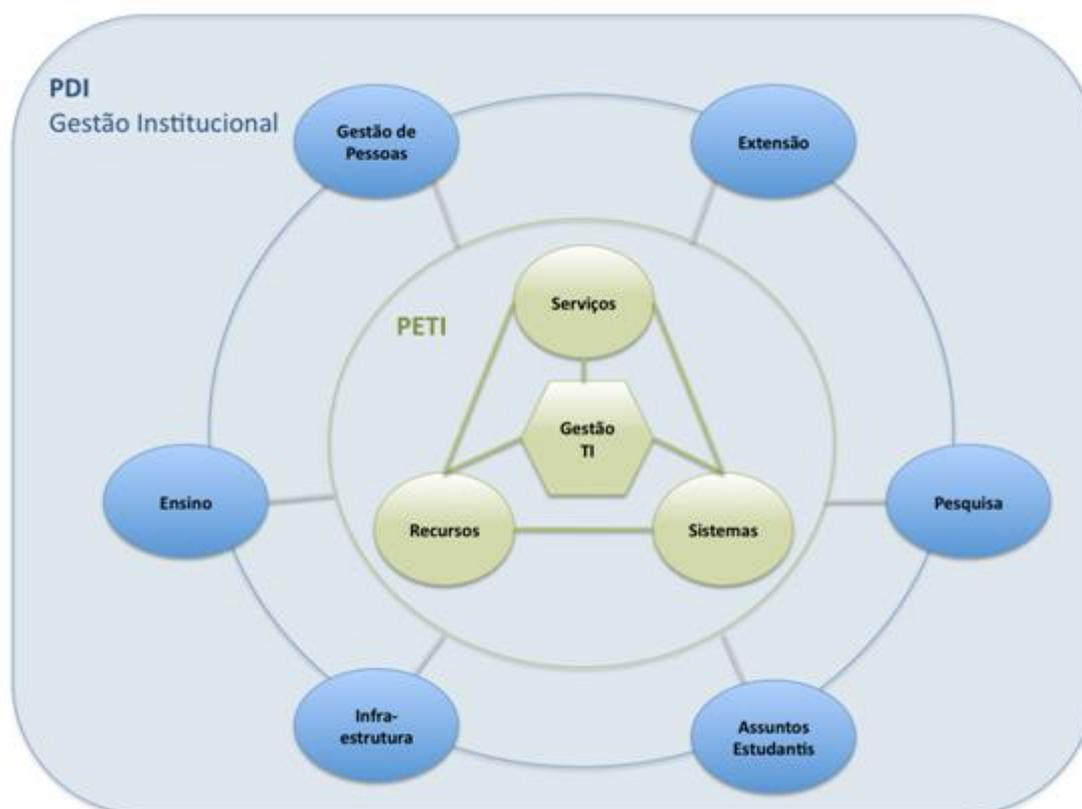 PDI
Gestão Institucional
Gestão de
Pessoas
Extensão
Serviços
PETI
Gestão
TI
Ensino
Pesquisa
Recursos
Sistemas
Infra-
estrutura
Assuntos
Estudantis